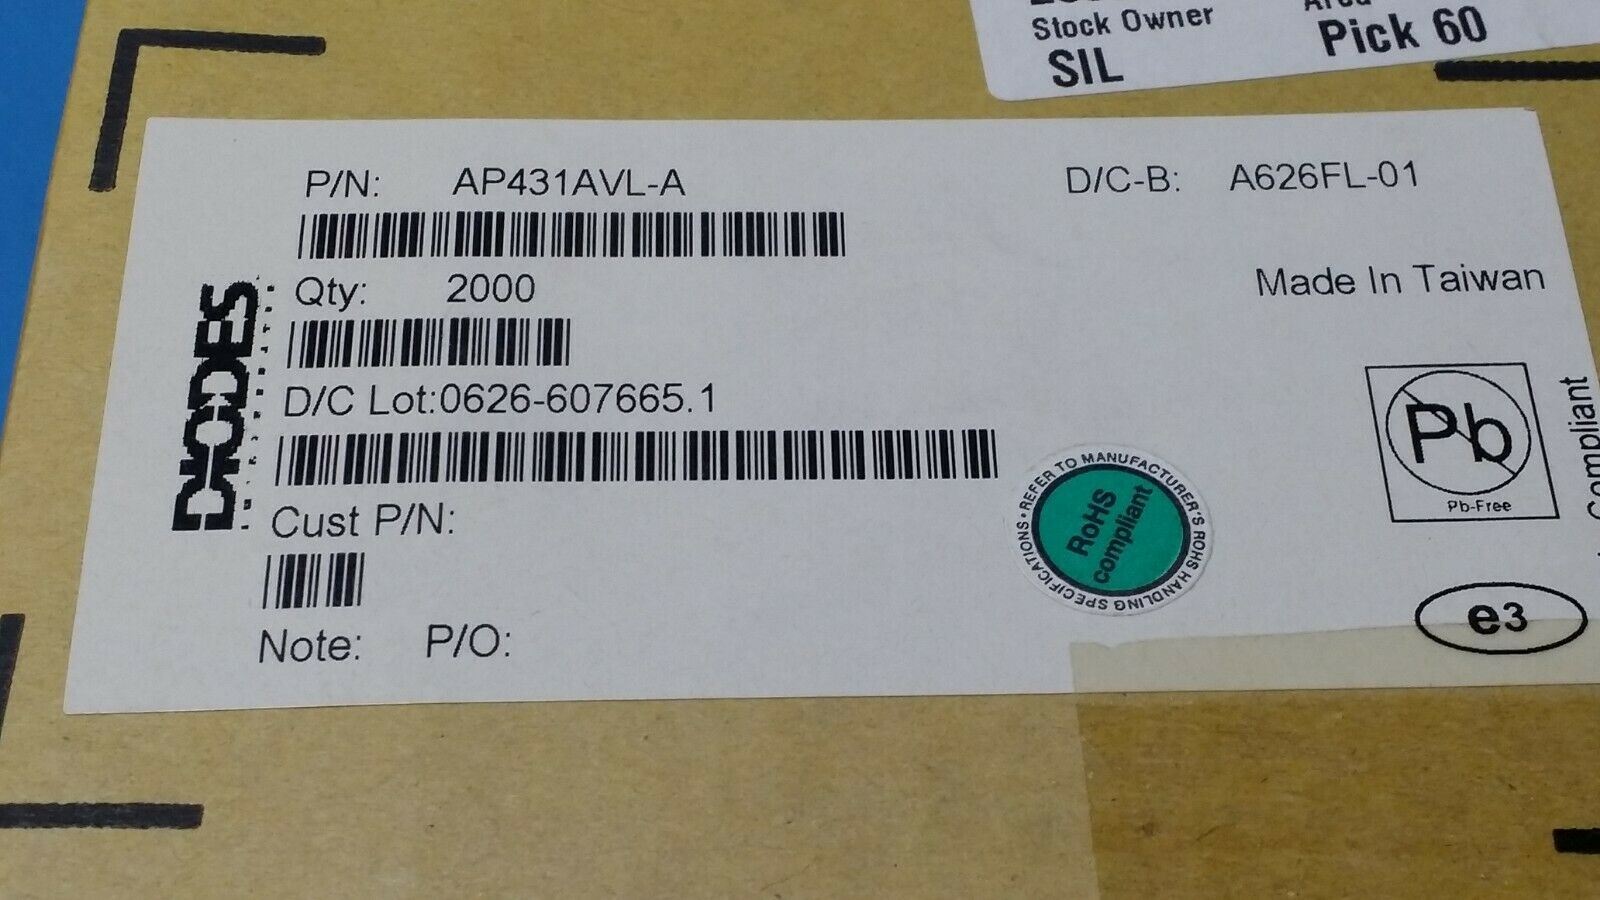 Stock Owner
SIL
Pick 60
P/N: AP431AVL-A
D/C-B: A626FL-01
Qty: 2000
Made In Taiwan
DIODES
D/C Lot:0626-607665.1
Pb
Pb-Free
Compliant
REFER TO MANUFACTURER'S ROHS HANDLING SPECIFICATIONS •
RoHS
compliant
Cust P/N:
e3
Note: P/O: